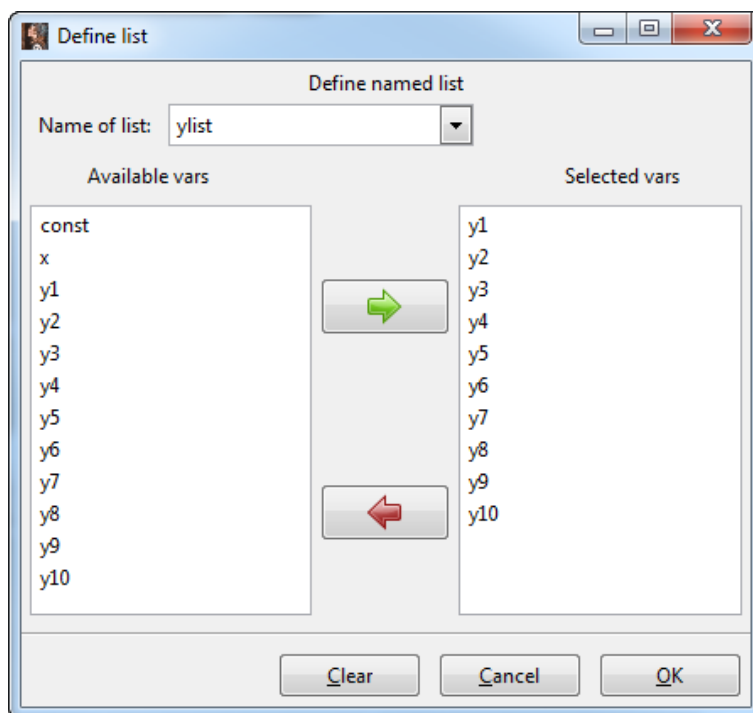 Define list
Define named list
Name of list: ylist
Available vars
const
x
y1
y2
y3
y4
y5
y6
y7
y8
y9
y10
Selected vars
y1
y2
y3
y4
y5
y6
y7
y8
y9
y10
Clear Cancel OK